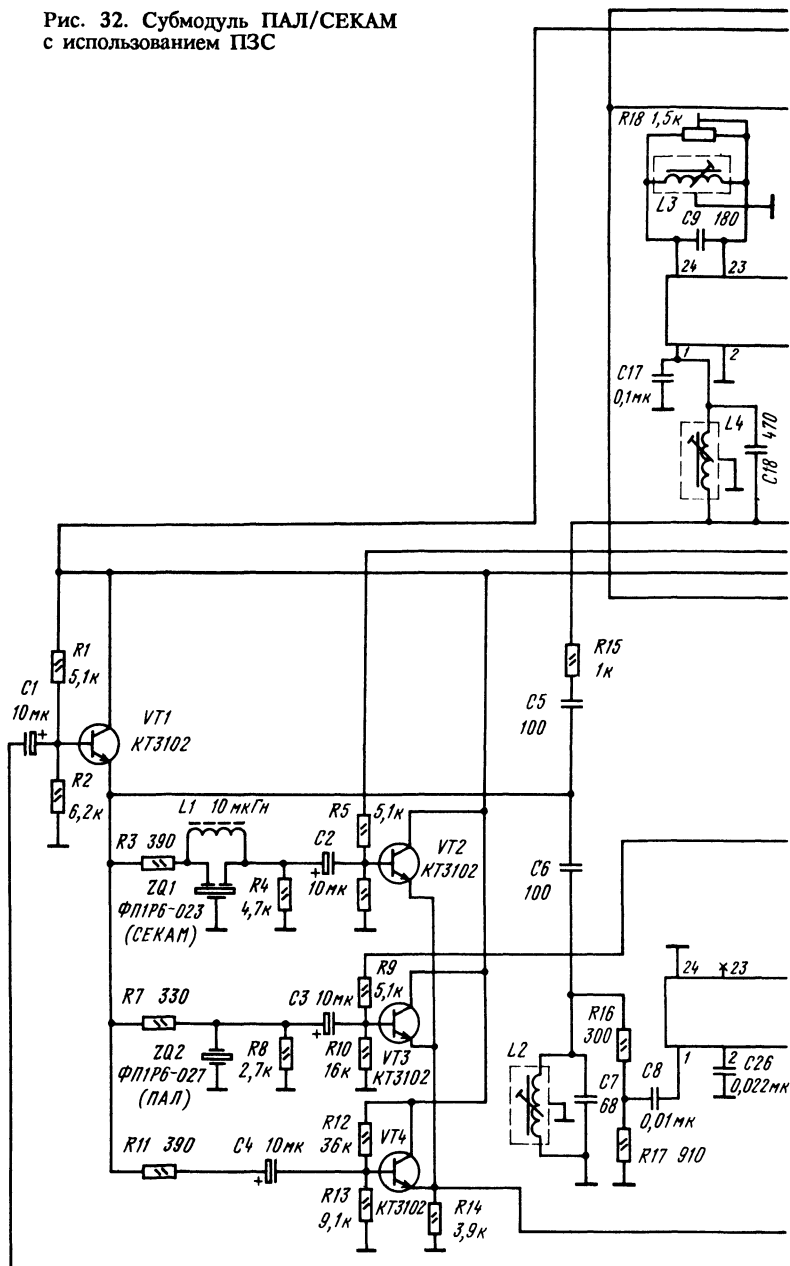 Рис. 32. Субмодуль ПАЛ/СЕКАМ
с использованием ПЗС
R18 1,5к
L3
C9 180
24
23
1
2
C17
0,1мк
L4
C18 470
R1
5,1к
C1
10мк
+
VT1
КТ3102
R2
6,2к
R15
1к
C5
100
L1 10 мкГн
R3 390
ZQ1
ФП1Р6-023
(СЕКАМ)
R4
4,7к
C2
+
10мк
R5
5,1к
VT2
КТ3102
C6
100
R7 330
ZQ2
ФП1Р6-027
(ПАЛ)
R8
2,7к
C3 10мк
+
R9
5,1к
R10
16к
VT3
КТ3102
24
23
R16
300
L2
C7
68
C8
0,01мк
1
2
C26
0,022мк
R17 910
R11 390
C4 10мк
+
R12
36к
VT4
R13
9,1к
КТ3102
R14
3,9к